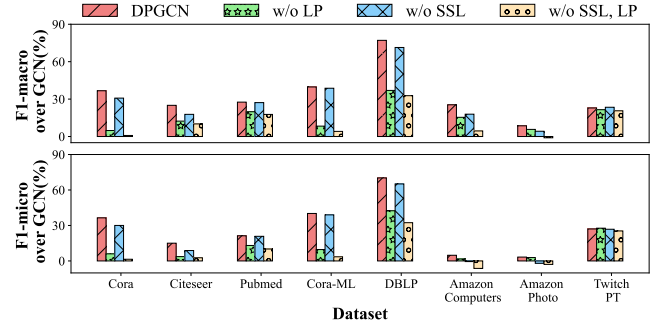 DPGCN w/o LP w/o SSL w/o SSL, LP
F1-macro
over GCN(%)
90
60
30
0
F1-micro
over GCN(%)
90
60
30
0
Cora Citeseer Pubmed Cora-ML DBLP Amazon Computers Amazon Photo Twitch PT
Dataset